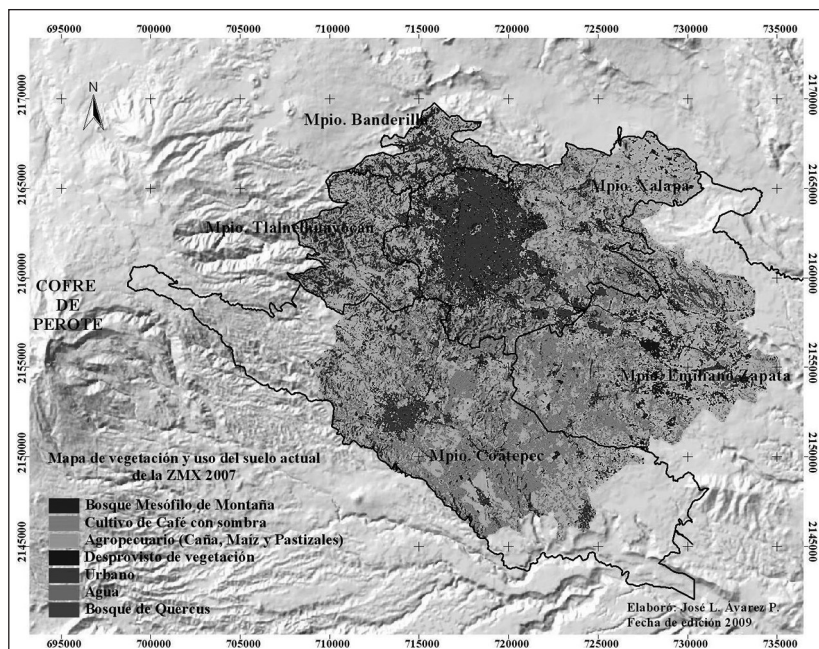 695000 700000 705000 710000 715000 720000 725000 730000 735000
N
2170000 2170000
Mpio. Banderilla
2165000 2165000
Mpio. Xalapa
Mpio. Tlalnelhuayocan
2160000 2160000
COFRE
DE
PEROTE
2155000 2155000
Mpio. Emiliano Zapata
Mpio. Coatepec
2150000 2150000
Mapa de vegetación y uso del suelo actual
de la ZMX 2007
Bosque Mesófilo de Montaña
Cultivo de Café con sombra
Agropecuario (Caña, Maíz y Pastizales)
2145000 2145000
Desprovisto de vegetación
Urbano
Agua
Bosque de Quercus
Elaboró: José L. Ávarez P.
Fecha de edición 2009
695000 700000 705000 710000 715000 720000 725000 730000 735000